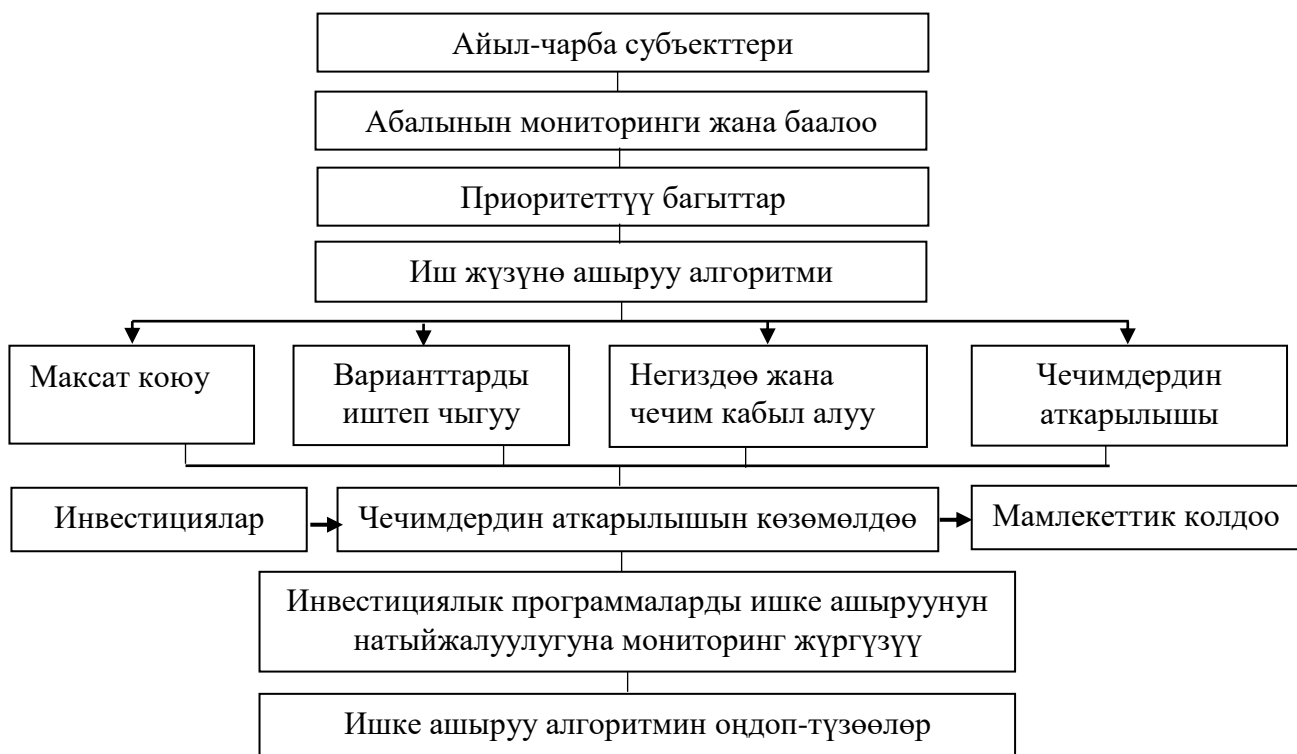 Айыл-чарба субъекттери
Абалынын мониторинги жана баалоо
Приоритеттүү багыттар
Иш жүзүнө ашыруу алгоритми
Максат коюу
Варианттарды
иштеп чыгуу
Негиздөө жана
чечим кабыл алуу
Чечимдердин
аткарылышы
Инвестициялар
Чечимдердин аткарылышын көзөмөлдөө
Мамлекеттик колдоо
Инвестициялык программаларды ишке ашыруунун
натыйжалуулугуна мониторинг жүргүзүү
Ишке ашыруу алгоритмин оңдоп-түзөөлөр